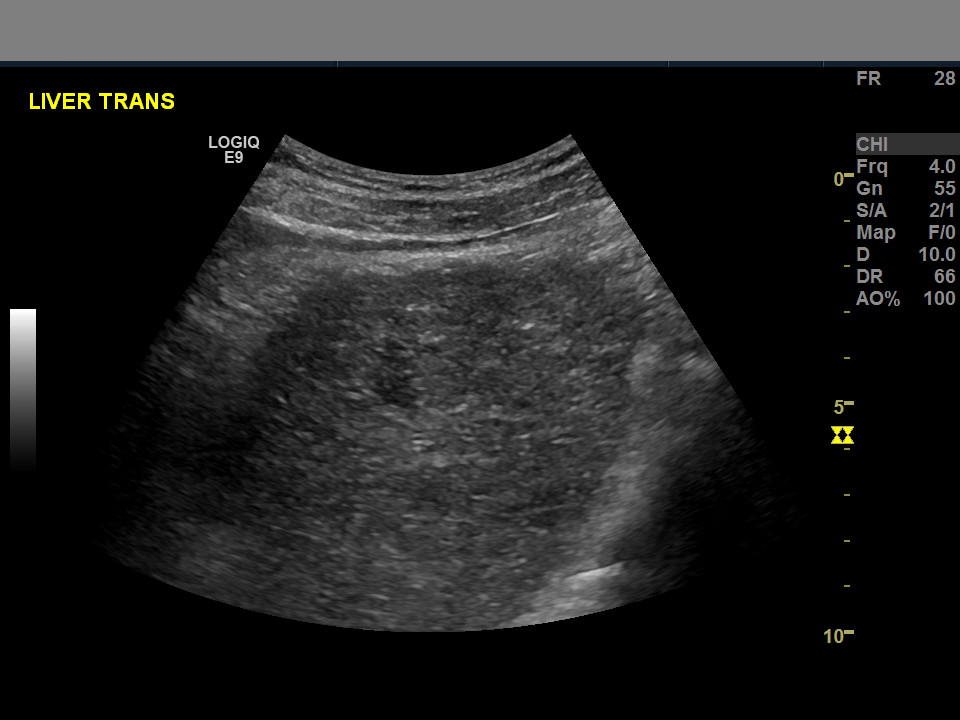 LIVER TRANS
LOGIQ
E9
FR 28
CHI
Frq 4.0
Gn 55
S/A 2/1
Map F/0
D 10.0
DR 66
AO% 100
0
5
10